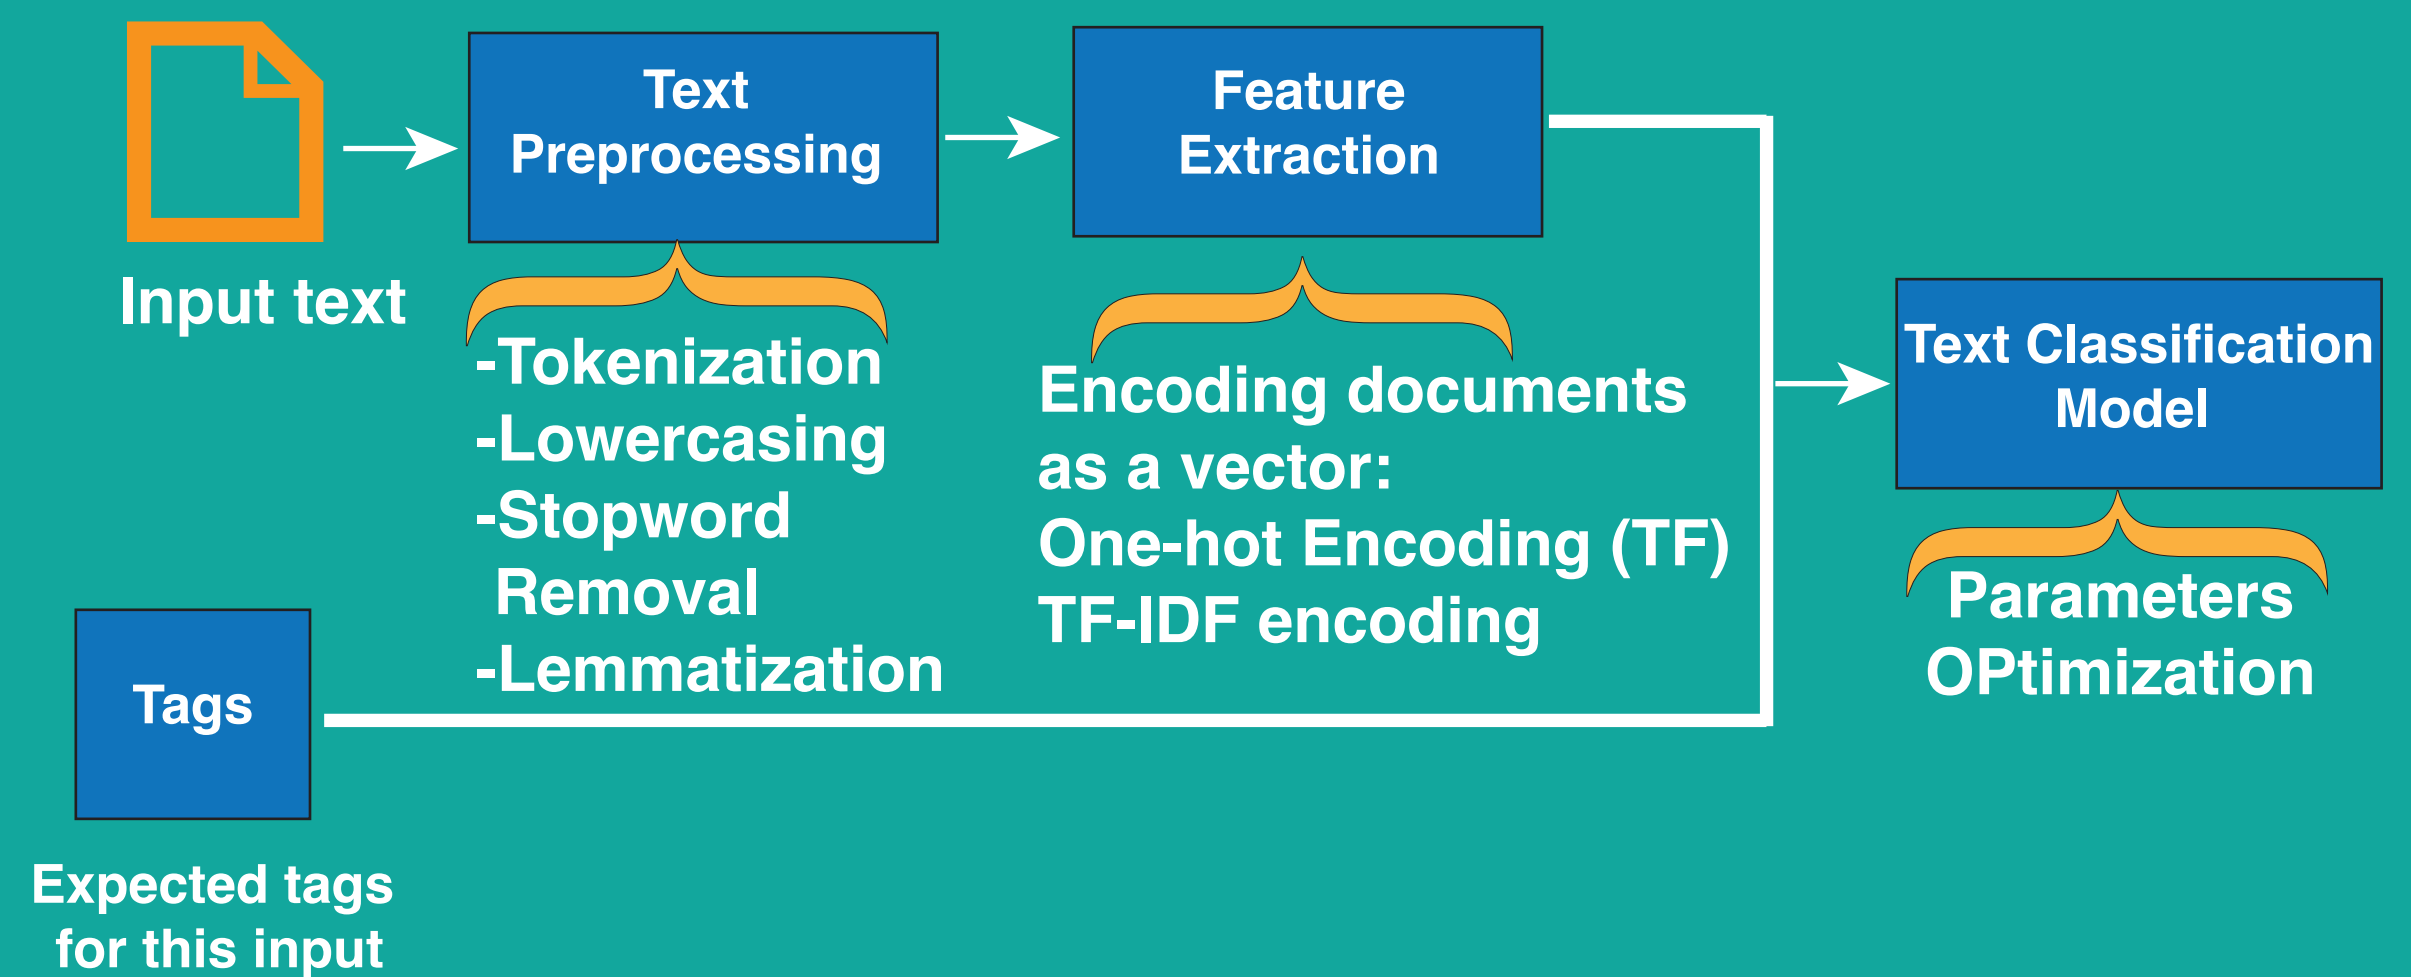 Input text
Text
Preprocessing
-Tokenization
-Lowercasing
-Stopword
Removal
-Lemmatization
Feature
Extraction
Encoding documents
as a vector:
One-hot Encoding (TF)
TF-IDF encoding
Tags
Expected tags
for this input
Text Classification
Model
Parameters
OPtimization